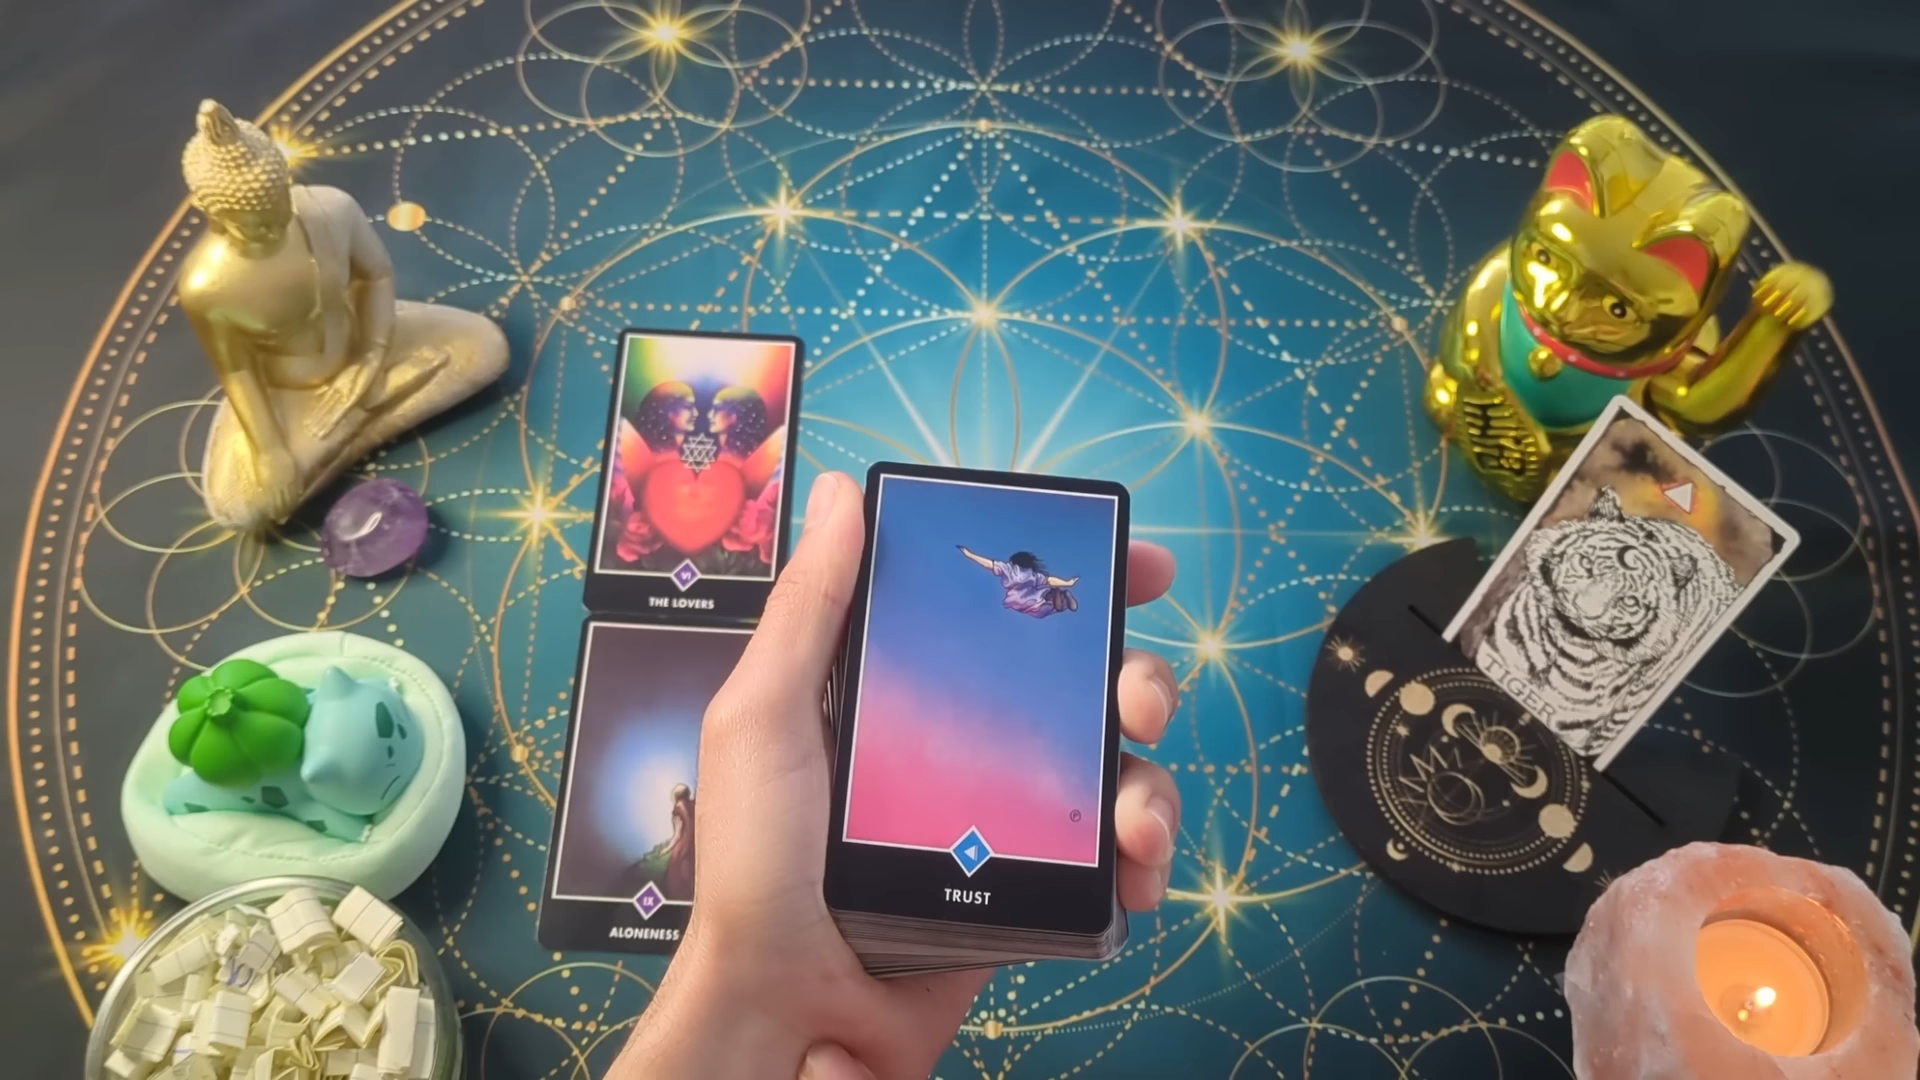 VI
THE LOVERS
IX
ALONENESS
TRUST
TIGER